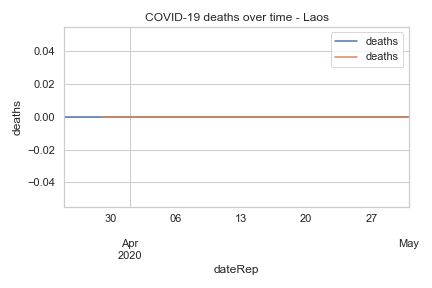 COVID-19 deaths over time - Laos
deaths
deaths
0.04
0.02
0.00
−0.02
−0.04
deaths
30
06
13
20
27
Apr
2020
May
dateRep